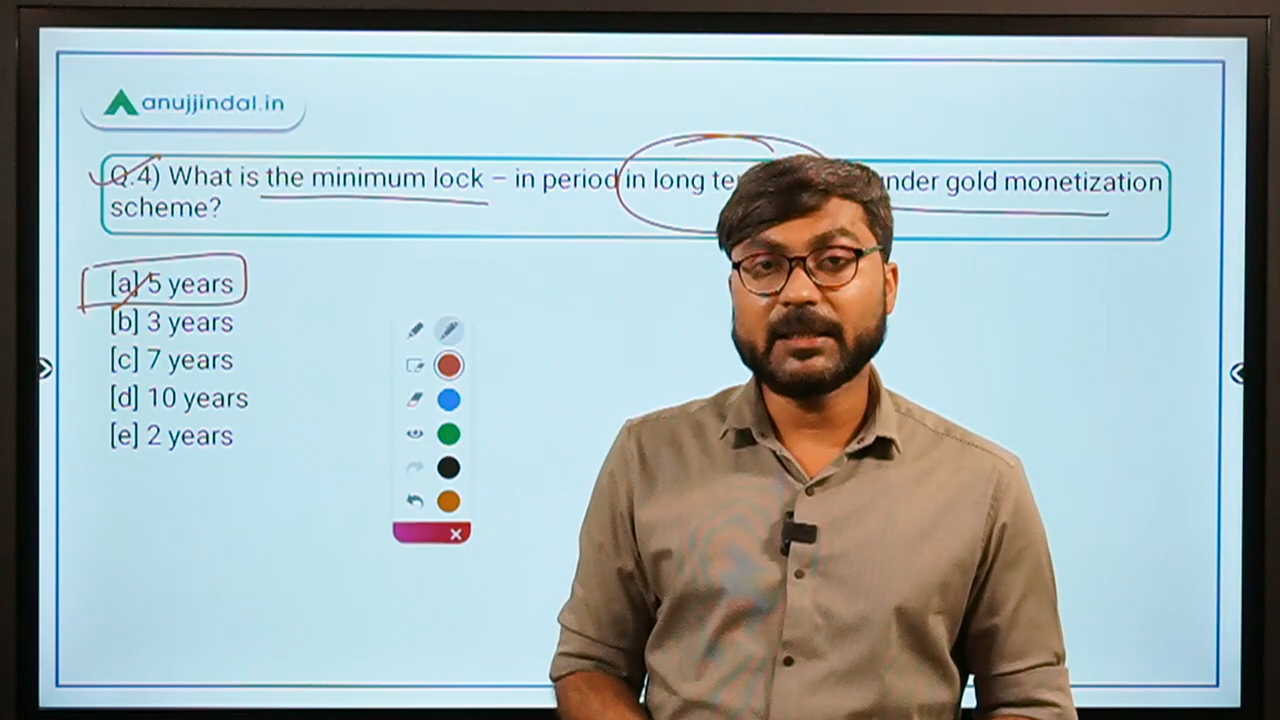 anujjindal.in
Q.4) What is the minimum lock – in period in long under gold monetization
scheme?
[a] 5 years
[b] 3 years
[c] 7 years
[d] 10 years
[e] 2 years